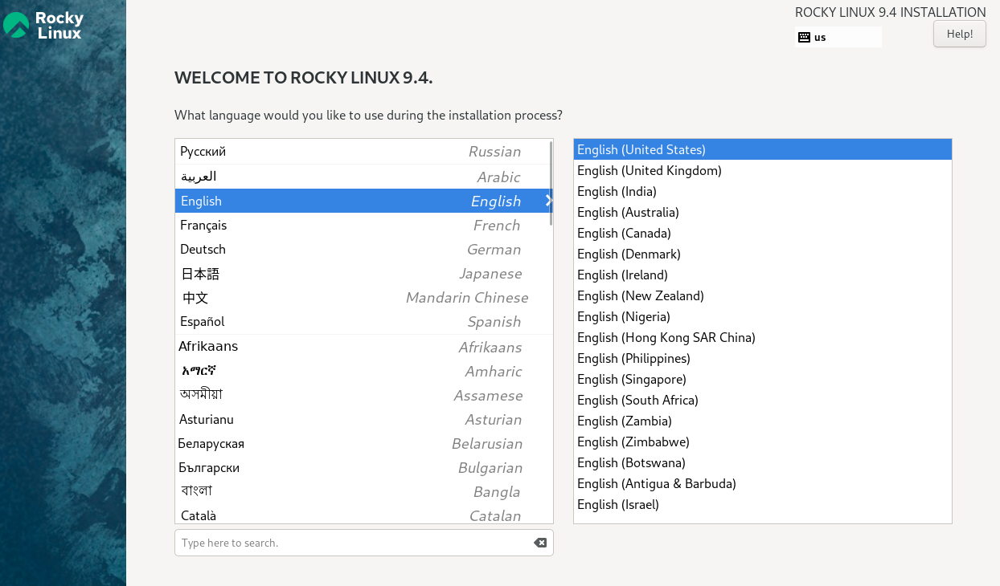 Rocky
Linux
ROCKY LINUX 9.4 INSTALLATION
us
Help!
WELCOME TO ROCKY LINUX 9.4.
What language would you like to use during the installation process?
Русский Russian
العربية Arabic
English English
Français French
Deutsch German
日本語 Japanese
中文 Mandarin Chinese
Español Spanish
Afrikaans Afrikaans
አማርኛ Amharic
অসমীয়া Assamese
Asturianu Asturian
Беларуская Belarusian
Български Bulgarian
বাংলা Bangla
Català Catalan
Type here to search.
English (United States)
English (United Kingdom)
English (India)
English (Australia)
English (Canada)
English (Denmark)
English (Ireland)
English (New Zealand)
English (Nigeria)
English (Hong Kong SAR China)
English (Philippines)
English (Singapore)
English (South Africa)
English (Zambia)
English (Zimbabwe)
English (Botswana)
English (Antigua & Barbuda)
English (Israel)